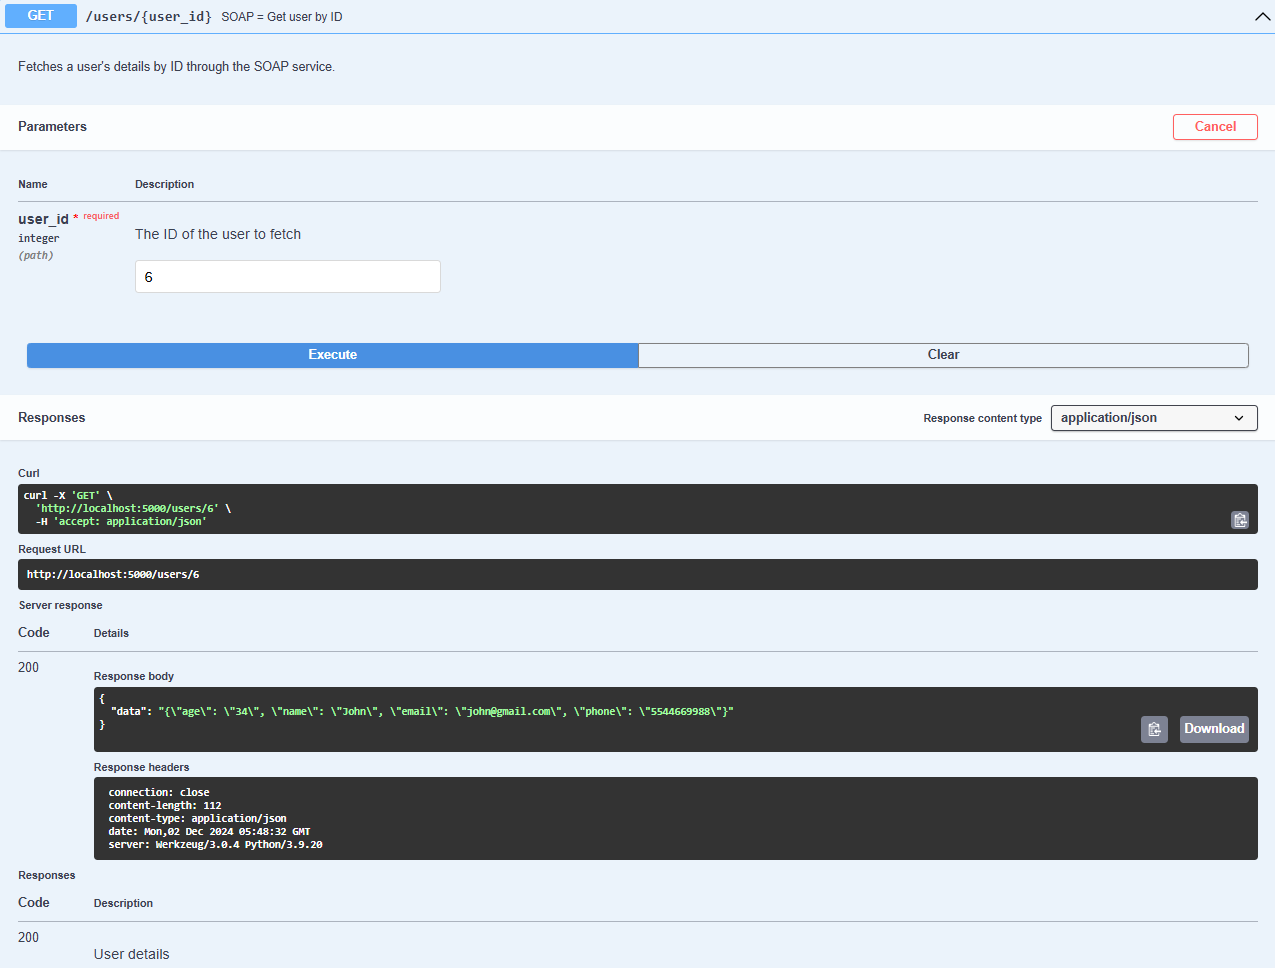 GET /users/{user_id} SOAP = Get user by ID
Fetches a user's details by ID through the SOAP service.
Parameters
Cancel
Name Description
user_id * required
integer
(path)
The ID of the user to fetch
6
Execute Clear
Responses
Response content type application/json
Curl
curl -X 'GET' \
'http://localhost:5000/users/6' \
-H 'accept: application/json'
Request URL
http://localhost:5000/users/6
Server response
Code Details
200
Response body
{
"data": "{\"age\": \"34\", \"name\": \"John\", \"email\": \"john@gmail.com\", \"phone\": \"5544669988\"}"
}
Download
Response headers
connection: close
content-length: 112
content-type: application/json
date: Mon,02 Dec 2024 05:48:32 GMT
server: Werkzeug/3.0.4 Python/3.9.20
Responses
Code Description
200
User details